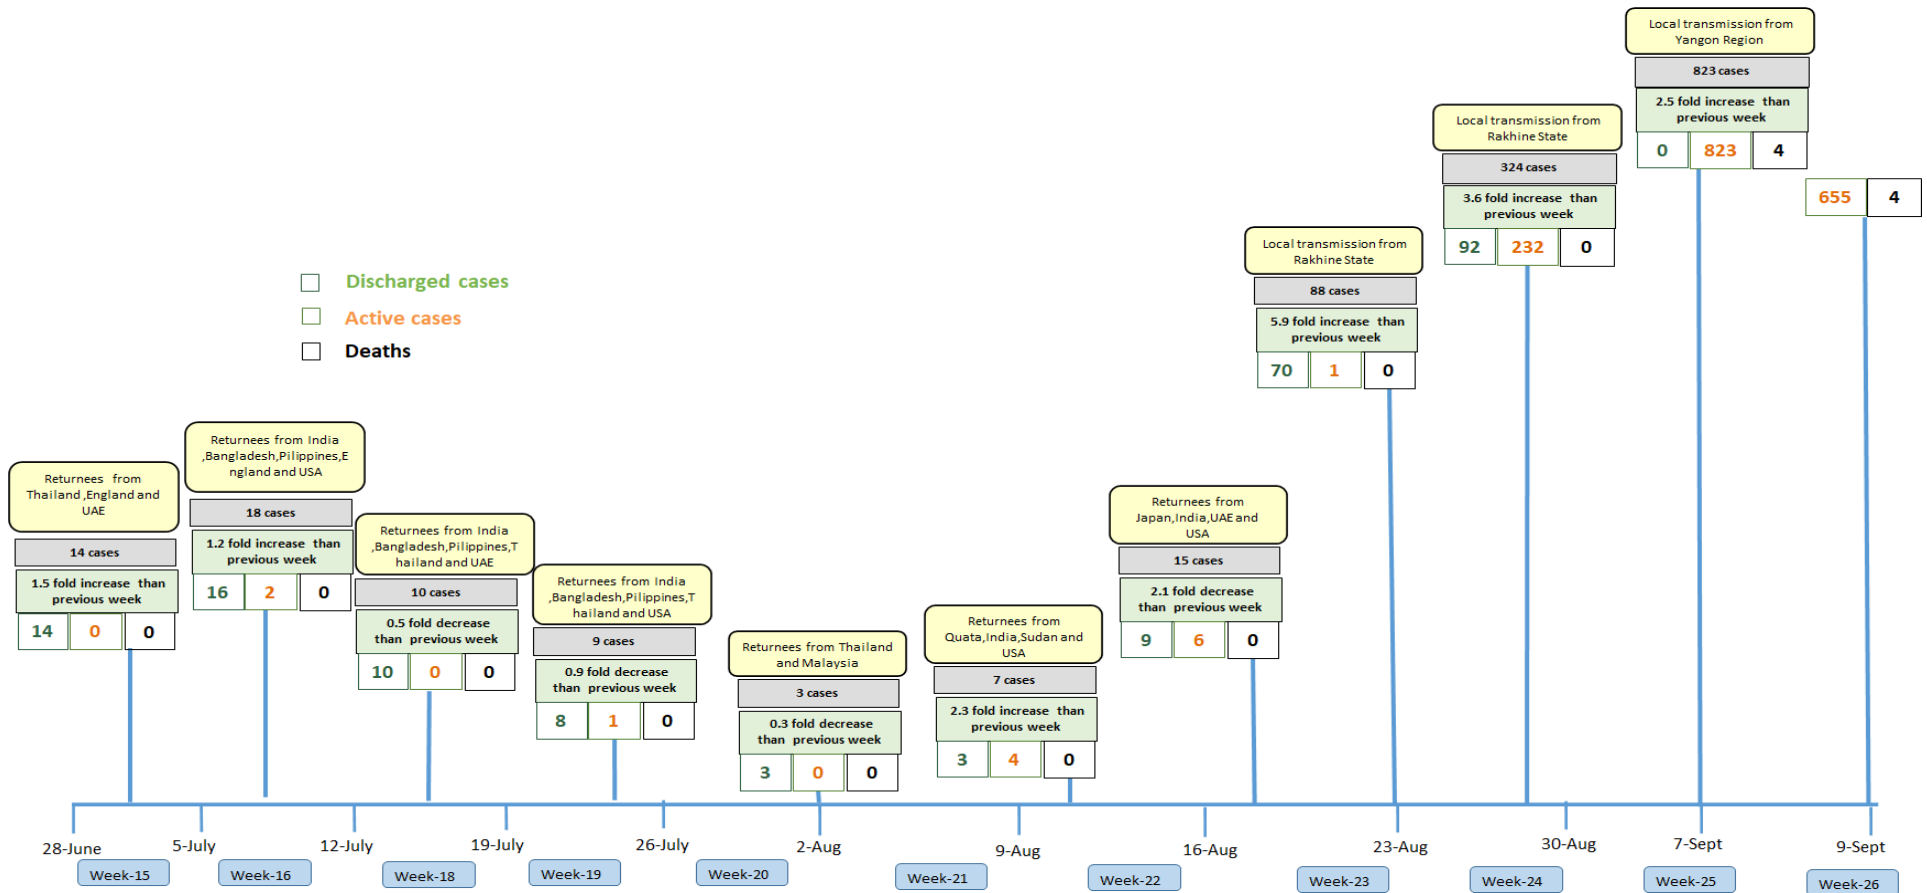 Local transmission from
Yangon Region
823 cases
2.5 fold increase than
previous week
0 823 4
655 4
Local transmission from
Rakhine State
324 cases
3.6 fold increase than
previous week
92 232 0
Local transmission from
Rakhine State
88 cases
5.9 fold increase than
previous week
70 1 0
Discharged cases
Active cases
Deaths
Returnees from
Thailand ,England and
UAE
14 cases
1.5 fold increase than
previous week
14 0 0
Returnees from India
,Bangladesh,Pilippines,E
ngland and USA
18 cases
1.2 fold increase than
previous week
16 2 0
Returnees from India
,Bangladesh,Pilippines,T
hailand and UAE
10 cases
0.5 fold decrease
than previous week
10 0 0
Returnees from India
,Bangladesh,Pilippines,T
hailand and USA
9 cases
0.9 fold decrease
than previous week
8 1 0
Returnees from Thailand
and Malaysia
3 cases
0.3 fold decrease
than previous week
3 0 0
Returnees from
Quata,India,Sudan and
USA
7 cases
2.3 fold increase than
previous week
3 4 0
Returnees from
Japan,India,UAE and
USA
15 cases
2.1 fold decrease
than previous week
9 6 0
28-June 5-July 12-July 19-July 26-July 2-Aug 9-Aug 16-Aug 23-Aug 30-Aug 7-Sept 9-Sept
Week-15 Week-16 Week-18 Week-19 Week-20 Week-21 Week-22 Week-23 Week-24 Week-25 Week-26